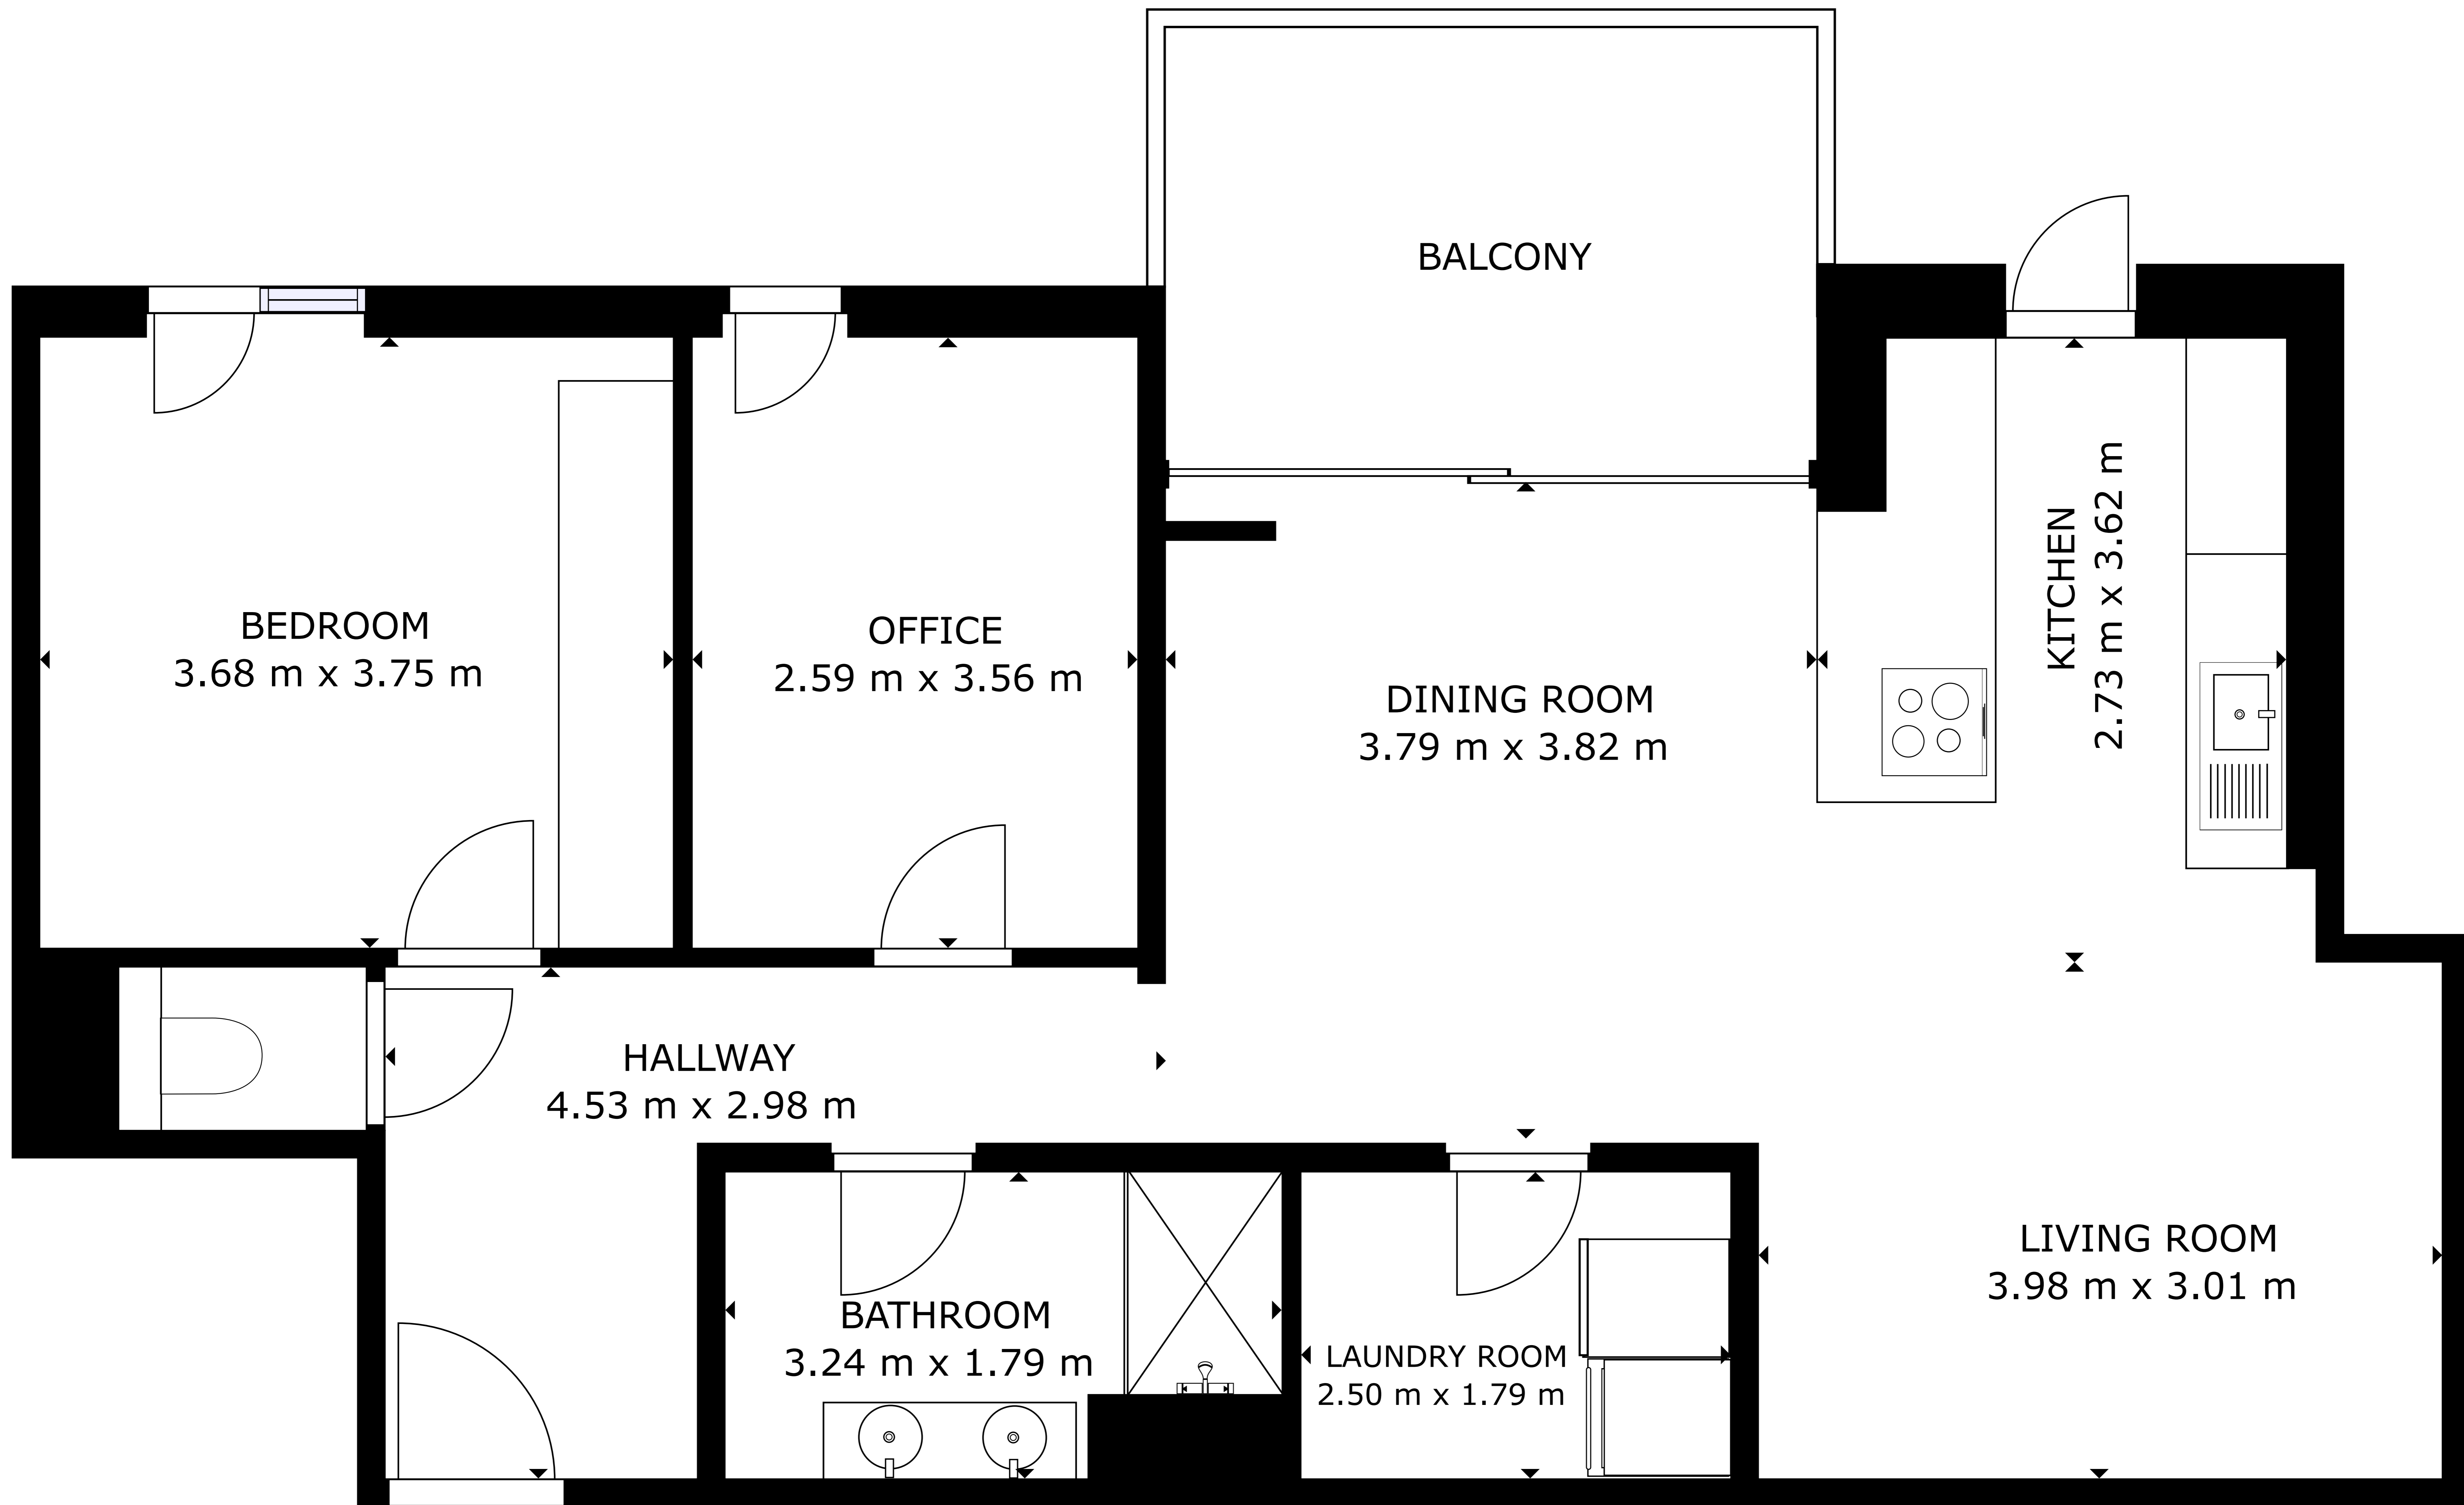 BALCONY
BEDROOM
3.68 m x 3.75 m
OFFICE
2.59 m x 3.56 m
DINING ROOM
3.79 m x 3.82 m
KITCHEN
2.73 m x 3.62 m
HALLWAY
4.53 m x 2.98 m
BATHROOM
3.24 m x 1.79 m
LAUNDRY ROOM
2.50 m x 1.79 m
LIVING ROOM
3.98 m x 3.01 m